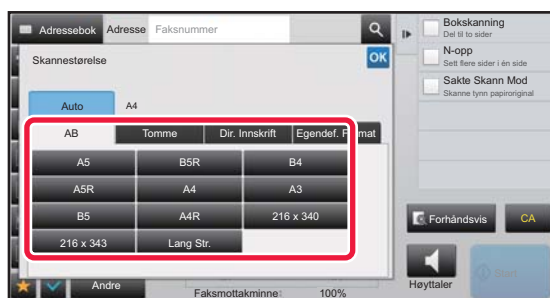 Adressebok Adresse Faksnummer
Skannestørelse OK
Auto A4
AB Tomme Dir. Innskrift Egendef. Format
A5 B5R B4
A5R A4 A3
B5 A4R 216 x 340
216 x 343 Lang Str.
Andre
Faksmottakminne: 100%
Bokskanning
Del til to sider
N-opp
Sett flere sider i én side
Sakte Skann Mod
Skanne tynn papiroriginal
Forhåndsvis CA
Høyttaler Start